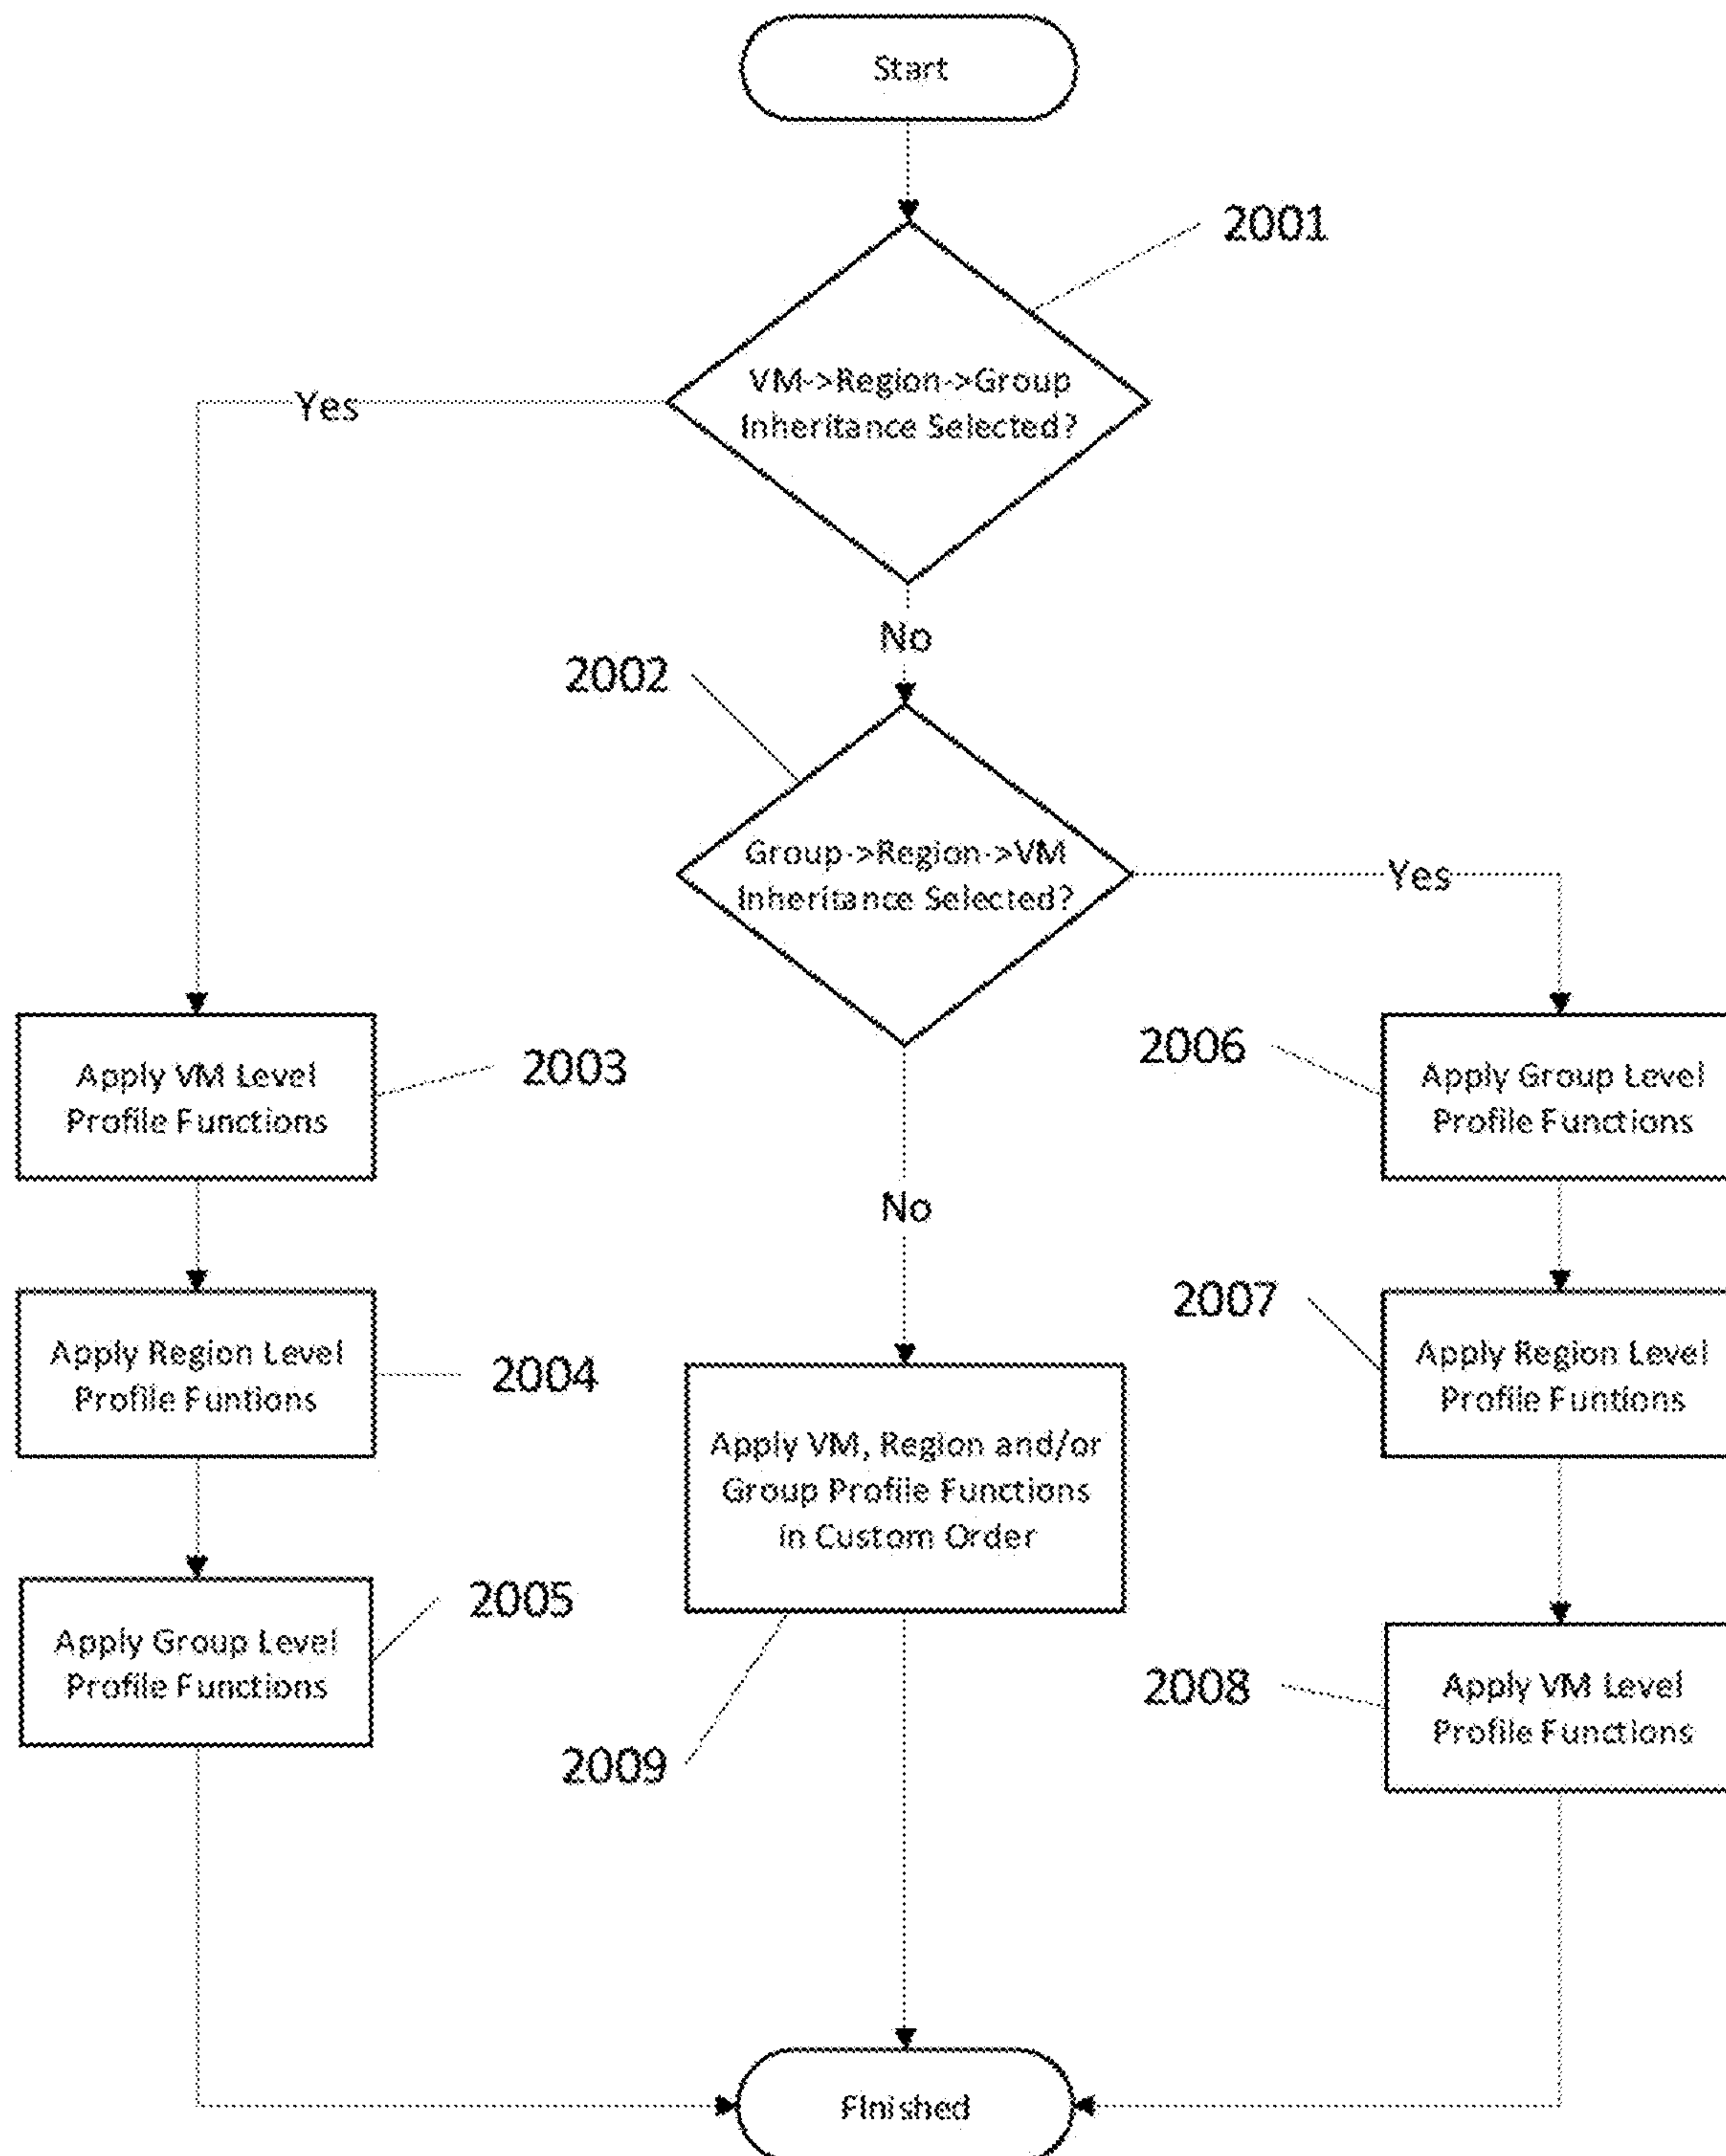 Start
2001
VM->Region->Group
Inheritance Selected?
Yes
No
2002
Group->Region->VM
Inheritance Selected?
Yes
Apply VM Level
Profile Functions
2003
2006
Apply Group Level
Profile Functions
No
Apply Region Level
Profile Funtions
2004
2007
Apply Region Level
Profile Funtions
Apply VM, Region and/or
Group Profile Functions
in Custom Order
Apply Group Level
Profile Functions
2005
2009
2008
Apply VM Level
Profile Functions
Finished